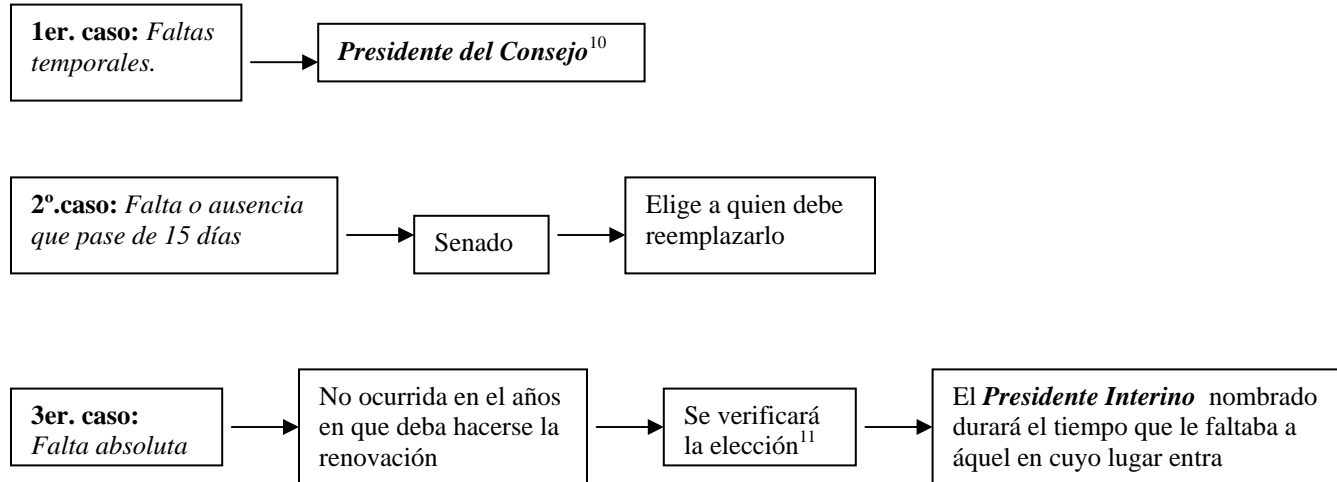 1er. caso: Faltas
temporales.
Presidente del Consejo10
2º.caso: Falta o ausencia
que pase de 15 días
Senado
Elige a quien debe
reemplazarlo
3er. caso:
Falta absoluta
No ocurrida en el años
en que deba hacerse la
renovación
Se verificará
la elección11
El Presidente Interino nombrado
durará el tiempo que le faltaba a
áquel en cuyo lugar entra